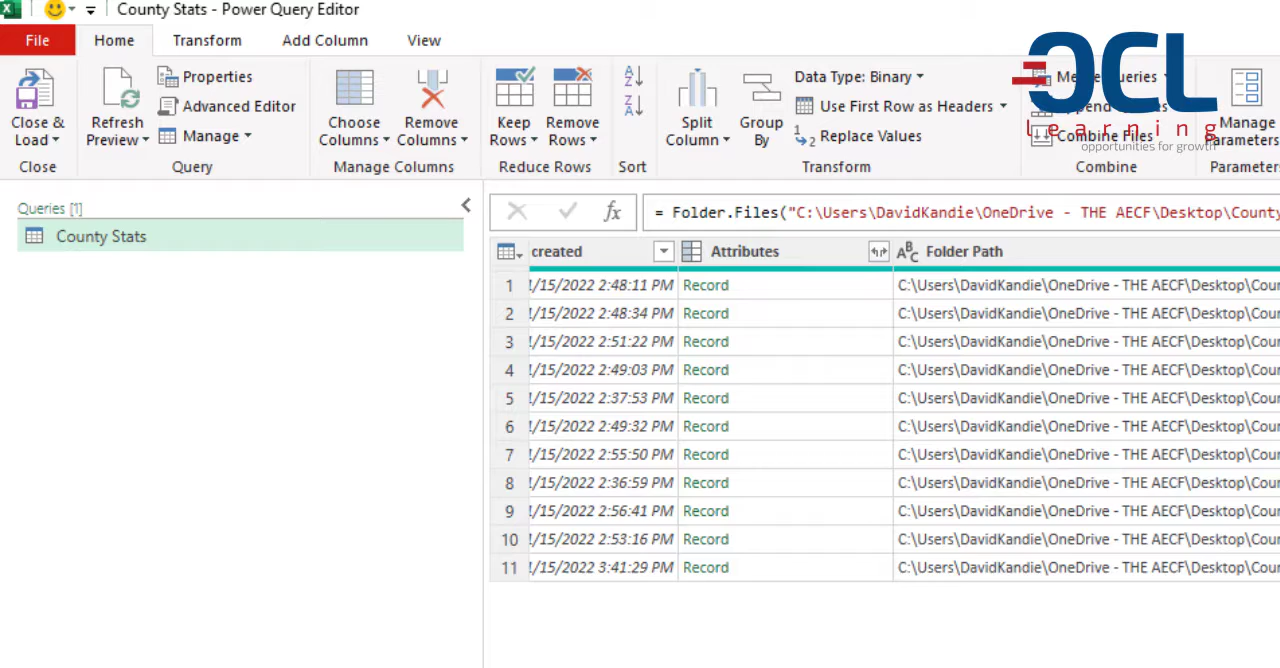 County Stats - Power Query Editor
File Home Transform Add Column View
Close & Load
Close
Refresh Preview
Properties
Advanced Editor
Manage
Query
Choose Columns
Remove Columns
Manage Columns
Keep Rows
Remove Rows
Reduce Rows
Sort
Split Column
Group By
Data Type: Binary
Use First Row as Headers
Replace Values
Transform
Combine Files
Combine
Manage Parameters
Parameter
OCL
learning
opportunities for growth
Queries [1]
County Stats
= Folder.Files("C:\Users\DavidKandie\OneDrive - THE AECF\Desktop\County
created Attributes Folder Path
1 1/15/2022 2:48:11 PM Record C:\Users\DavidKandie\OneDrive - THE AECF\Desktop\Cou
2 1/15/2022 2:48:34 PM Record C:\Users\DavidKandie\OneDrive - THE AECF\Desktop\Cou
3 1/15/2022 2:51:22 PM Record C:\Users\DavidKandie\OneDrive - THE AECF\Desktop\Cou
4 1/15/2022 2:49:03 PM Record C:\Users\DavidKandie\OneDrive - THE AECF\Desktop\Cou
5 1/15/2022 2:37:53 PM Record C:\Users\DavidKandie\OneDrive - THE AECF\Desktop\Cou
6 1/15/2022 2:49:32 PM Record C:\Users\DavidKandie\OneDrive - THE AECF\Desktop\Cou
7 1/15/2022 2:55:50 PM Record C:\Users\DavidKandie\OneDrive - THE AECF\Desktop\Cou
8 1/15/2022 2:36:59 PM Record C:\Users\DavidKandie\OneDrive - THE AECF\Desktop\Cou
9 1/15/2022 2:56:41 PM Record C:\Users\DavidKandie\OneDrive - THE AECF\Desktop\Cou
10 1/15/2022 2:53:16 PM Record C:\Users\DavidKandie\OneDrive - THE AECF\Desktop\Cou
11 1/15/2022 3:41:29 PM Record C:\Users\DavidKandie\OneDrive - THE AECF\Desktop\Cou